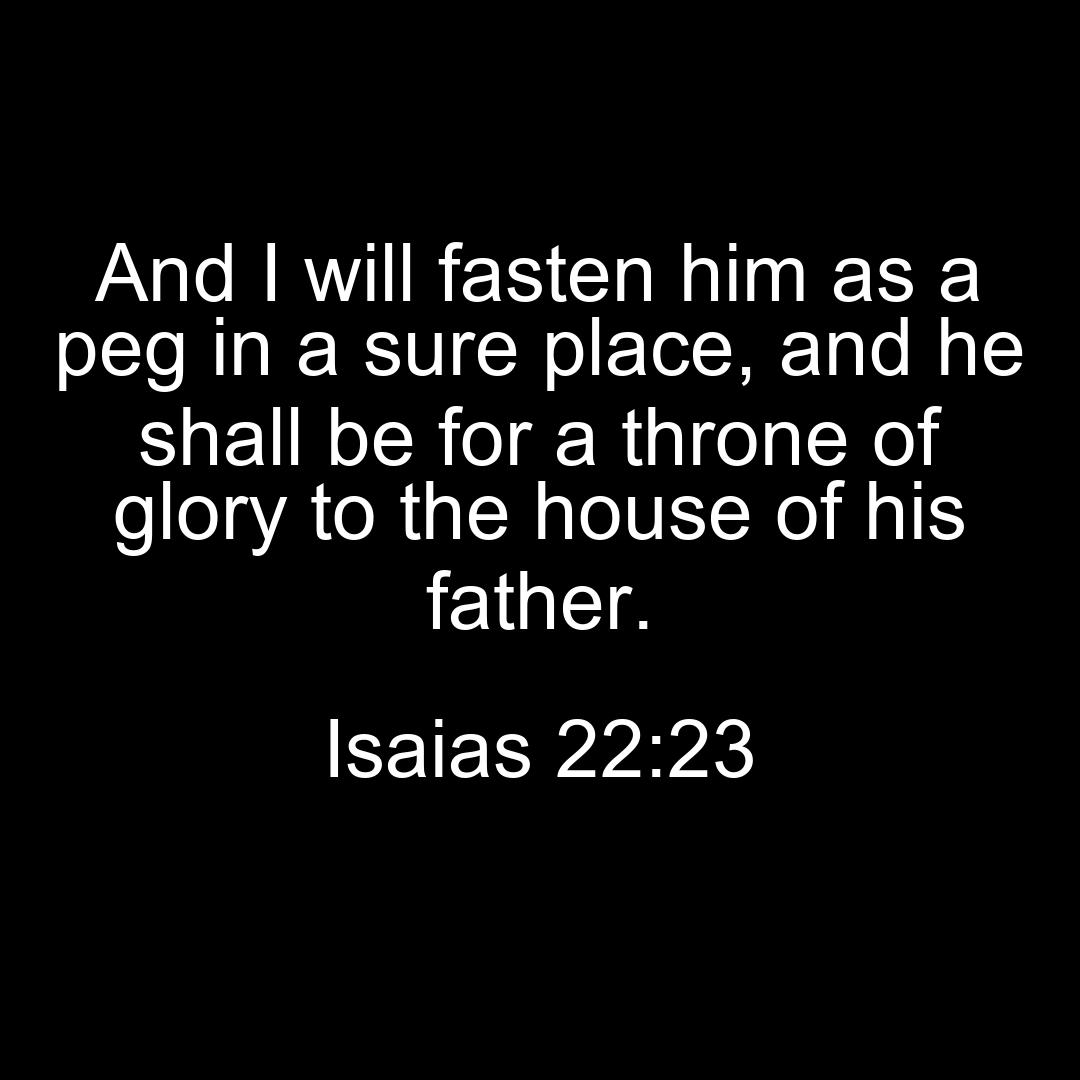 And I will fasten him as a
peg in a sure place, and he
shall be for a throne of
glory to the house of his
father.
Isaias 22:23